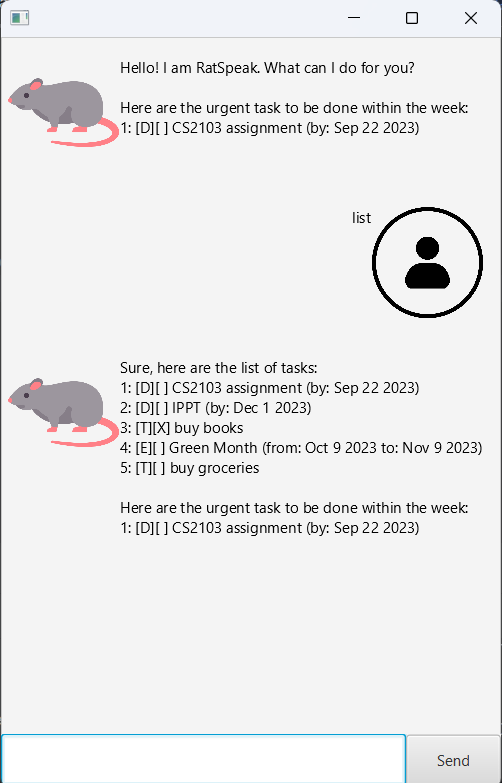 Hello! I am RatSpeak. What can I do for you?
Here are the urgent task to be done within the week:
1: [D][ ] CS2103 assignment (by: Sep 22 2023)
list
Sure, here are the list of tasks:
1: [D][ ] CS2103 assignment (by: Sep 22 2023)
2: [D][ ] IPPT (by: Dec 1 2023)
3: [T][X] buy books
4: [E][ ] Green Month (from: Oct 9 2023 to: Nov 9 2023)
5: [T][ ] buy groceries
Here are the urgent task to be done within the week:
1: [D][ ] CS2103 assignment (by: Sep 22 2023)
Send